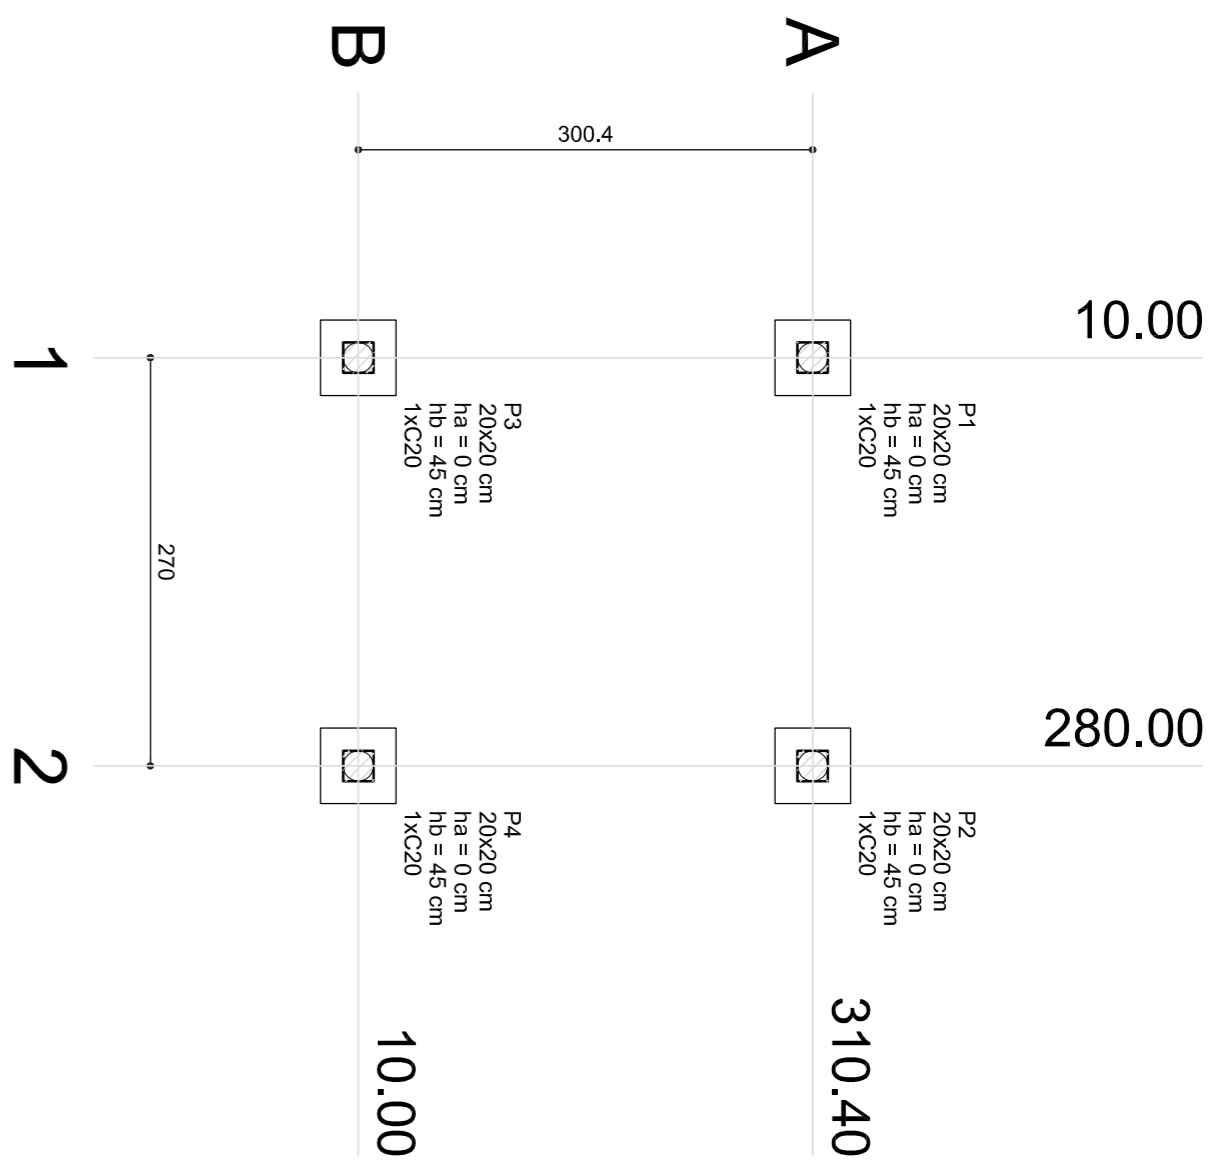 B
A
300.4
10.00
1
P3
20x20 cm
ha = 0 cm
hb = 45 cm
1xC20
P1
20x20 cm
ha = 0 cm
hb = 45 cm
1xC20
270
280.00
2
P4
20x20 cm
ha = 0 cm
hb = 45 cm
1xC20
P2
20x20 cm
ha = 0 cm
hb = 45 cm
1xC20
10.00
310.40